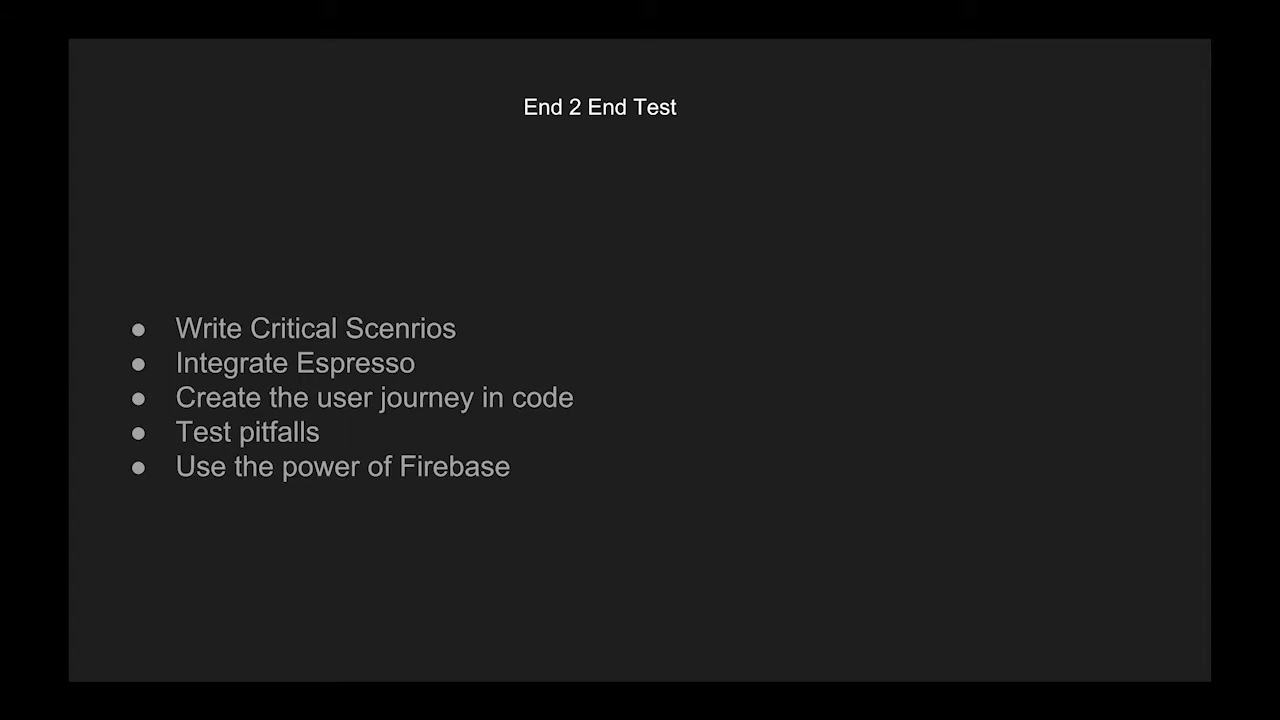 End 2 End Test
● Write Critical Scenrios
● Integrate Espresso
● Create the user journey in code
● Test pitfalls
● Use the power of Firebase